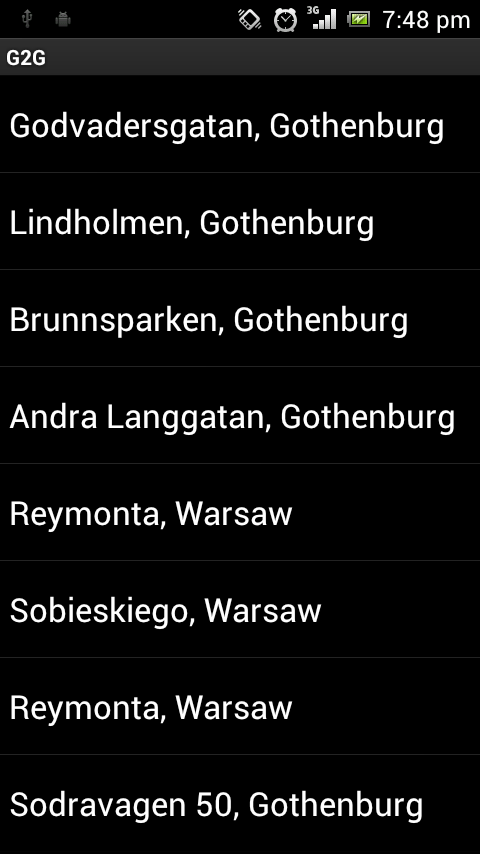 3G 7:48 pm
G2G
Godvadersgatan, Gothenburg
Lindholmen, Gothenburg
Brunnsparken, Gothenburg
Andra Langgatan, Gothenburg
Reymonta, Warsaw
Sobieskiego, Warsaw
Reymonta, Warsaw
Sodravagen 50, Gothenburg